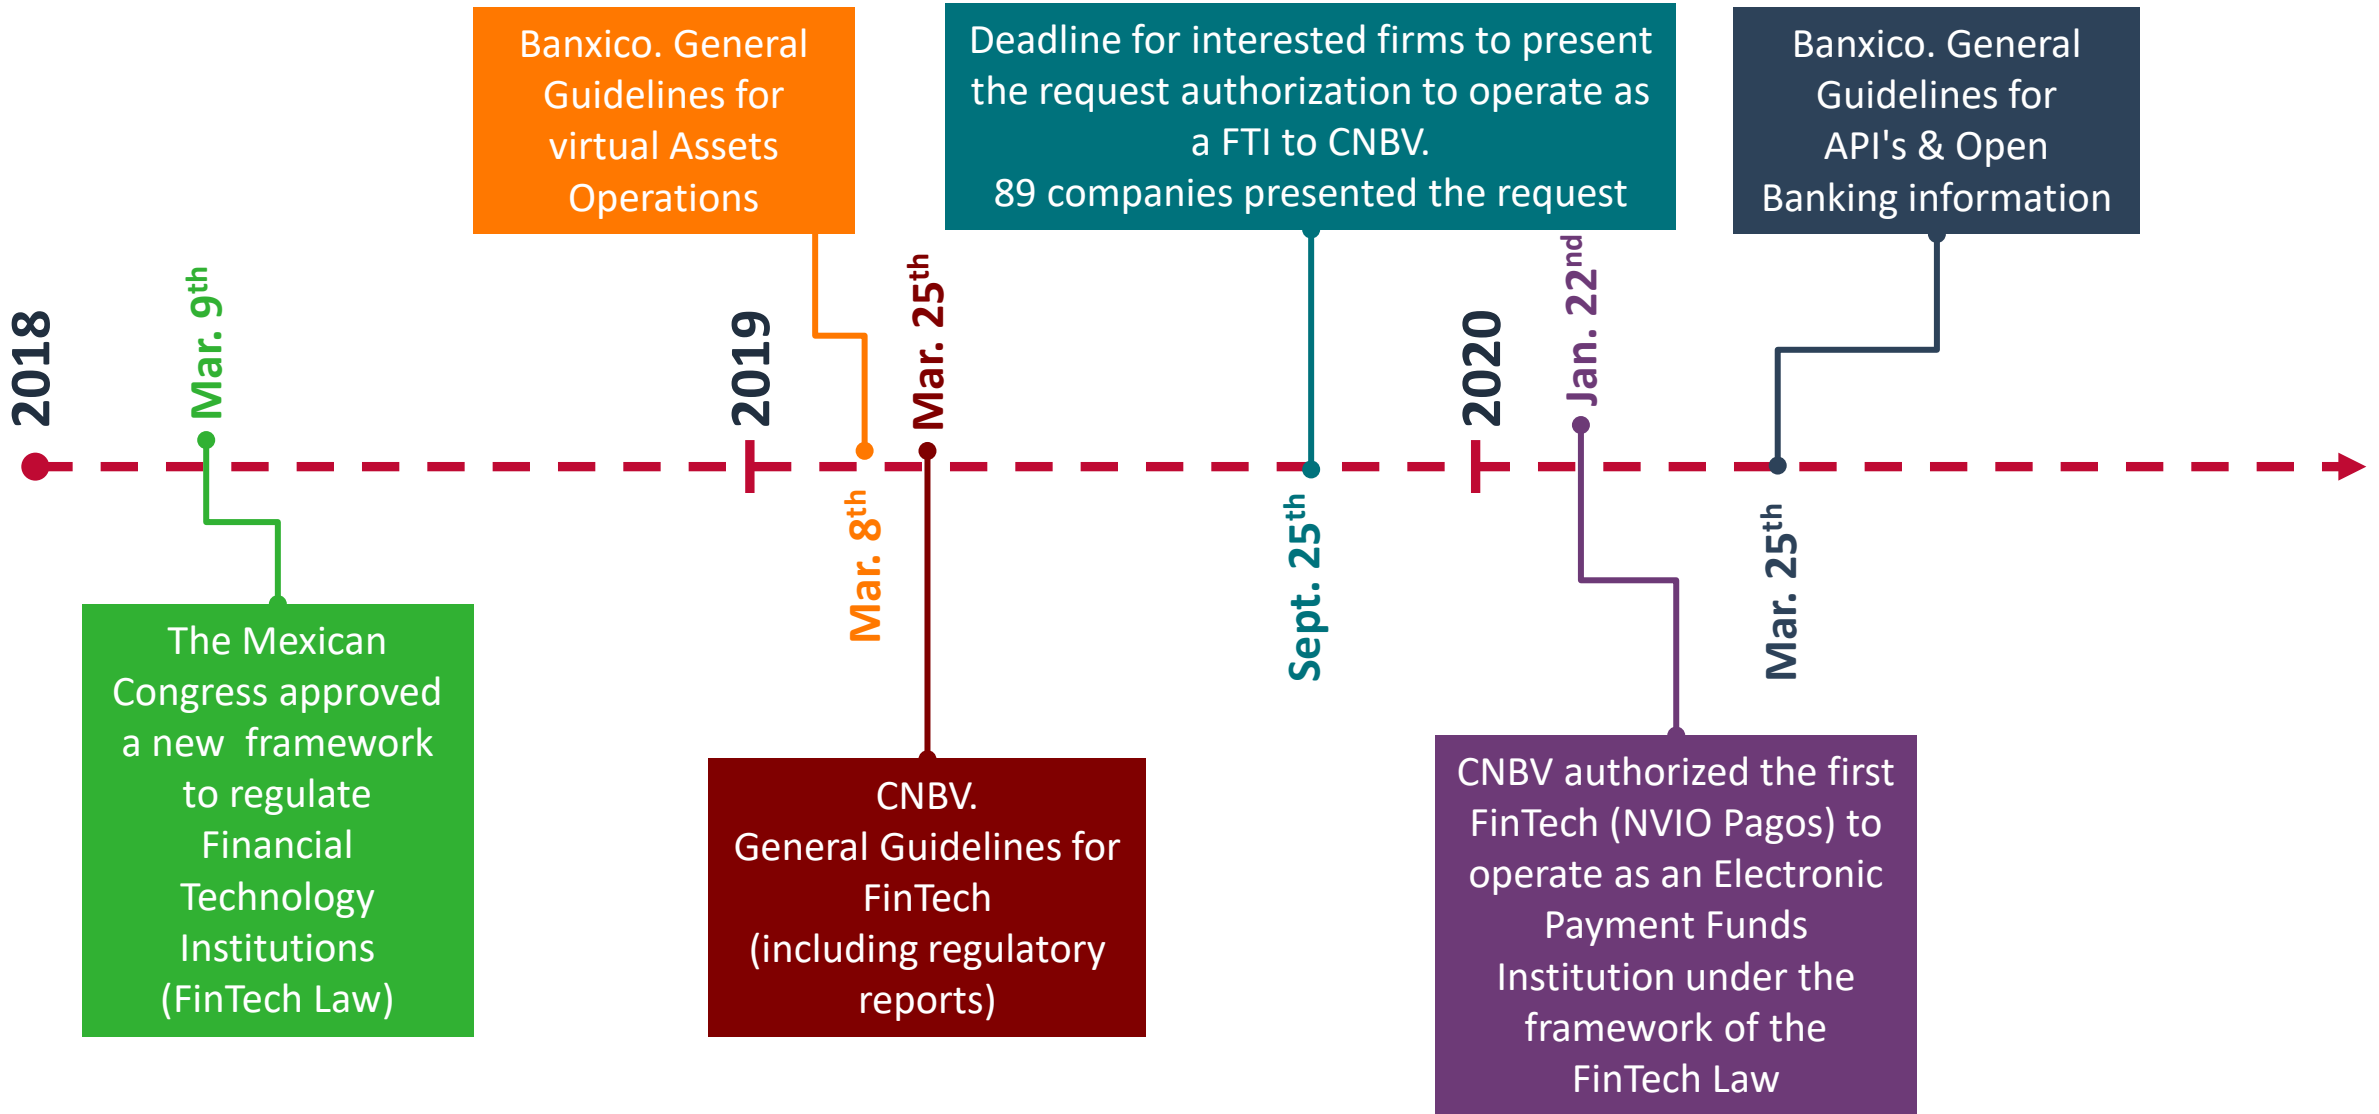 Banxico. General
Guidelines for
virtual Assets
Operations
Deadline for interested firms to present
the request authorization to operate as
a FTI to CNBV.
89 companies presented the request
Banxico. General
Guidelines for
API's & Open
Banking information
2018
Mar. 9th
2019
Mar. 25th
2020
Jan. 22nd
Mar. 8th
Sept. 25th
Mar. 25th
The Mexican
Congress approved
a new  framework
to regulate
Financial
Technology
Institutions
(FinTech Law)
CNBV.
General Guidelines for
FinTech
(including regulatory
reports)
CNBV authorized the first
FinTech (NVIO Pagos) to
operate as an Electronic
Payment Funds
Institution under the
framework of the
FinTech Law